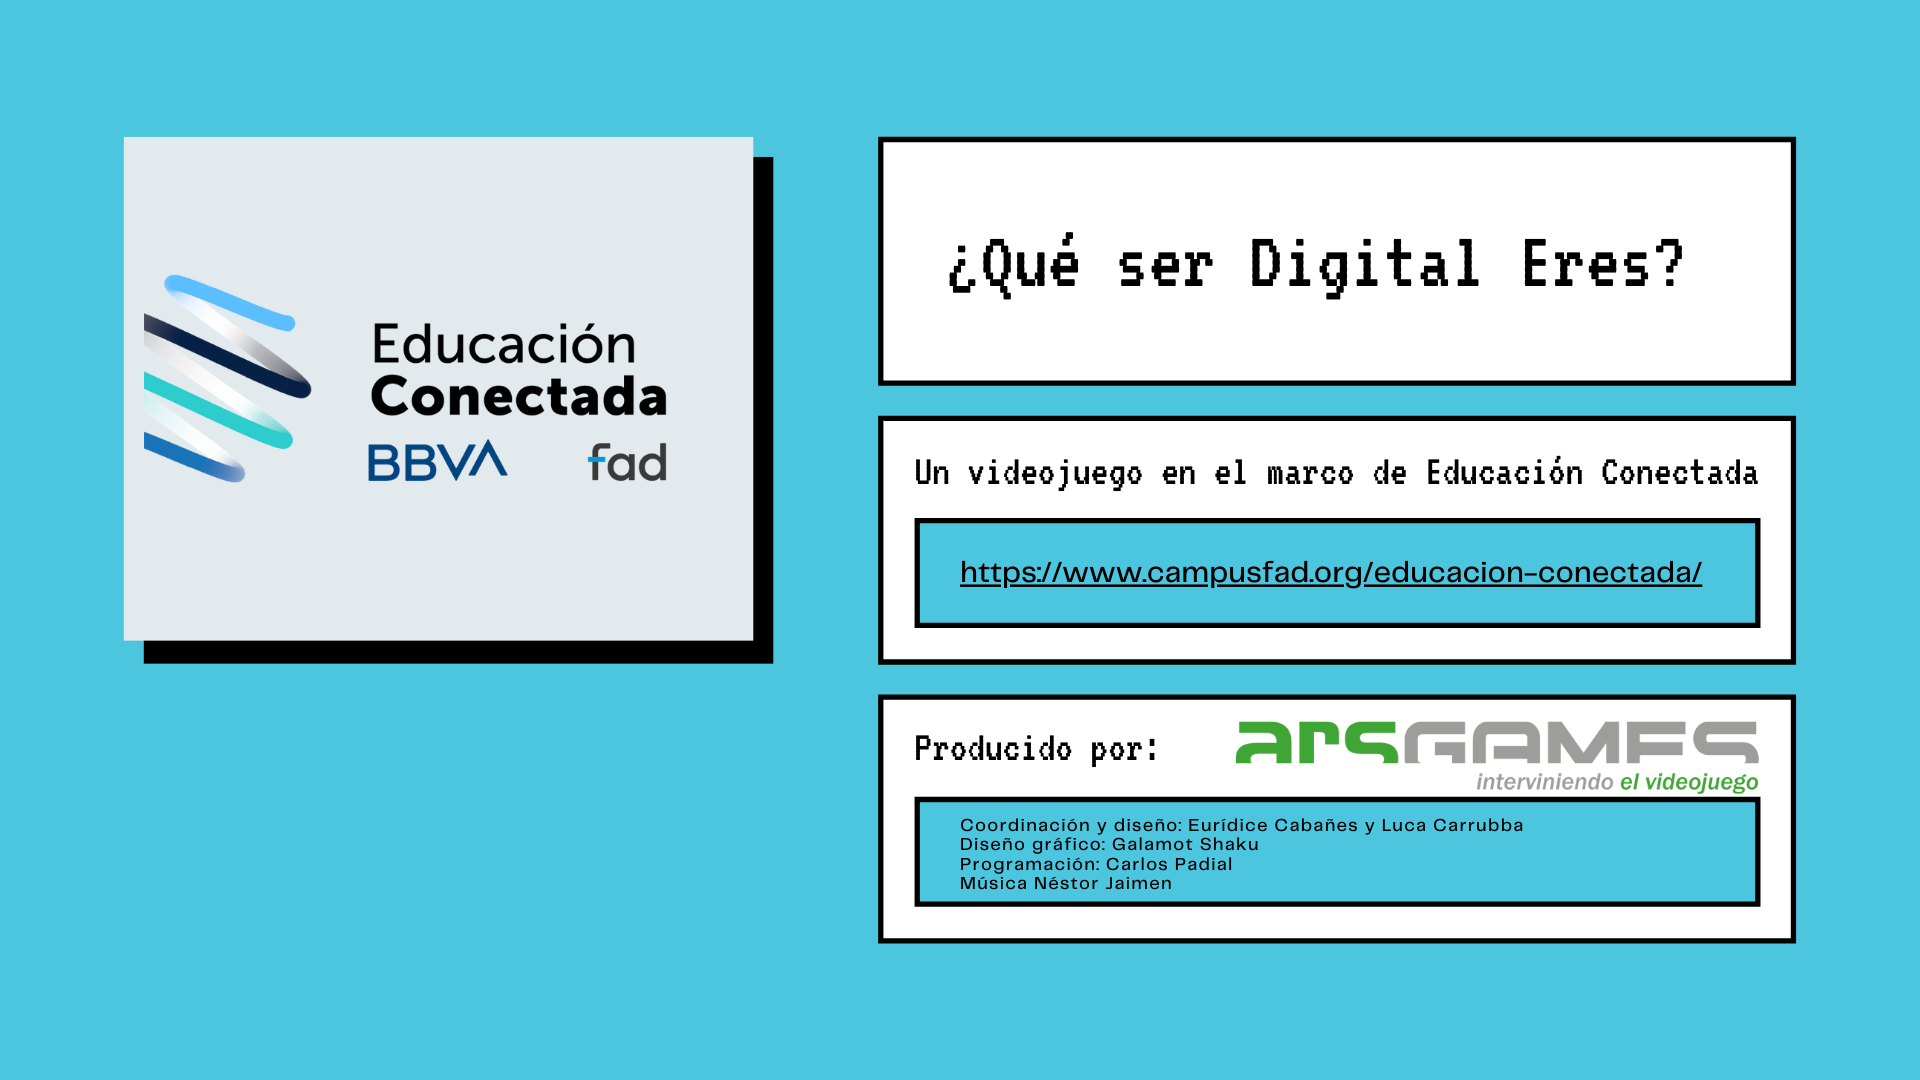 Educación
Conectada
BBVA fad
¿Qué ser Digital Eres?
Un videojuego en el marco de Educación Conectada
https://www.campusfad.org/educacion-conectada/
Producido por:
arsGAMES
interviniendo el videojuego
Coordinación y diseño: Eurídice Cabañes y Luca Carrubba
Diseño gráfico: Galamot Shaku
Programación: Carlos Padial
Música Néstor Jaimen